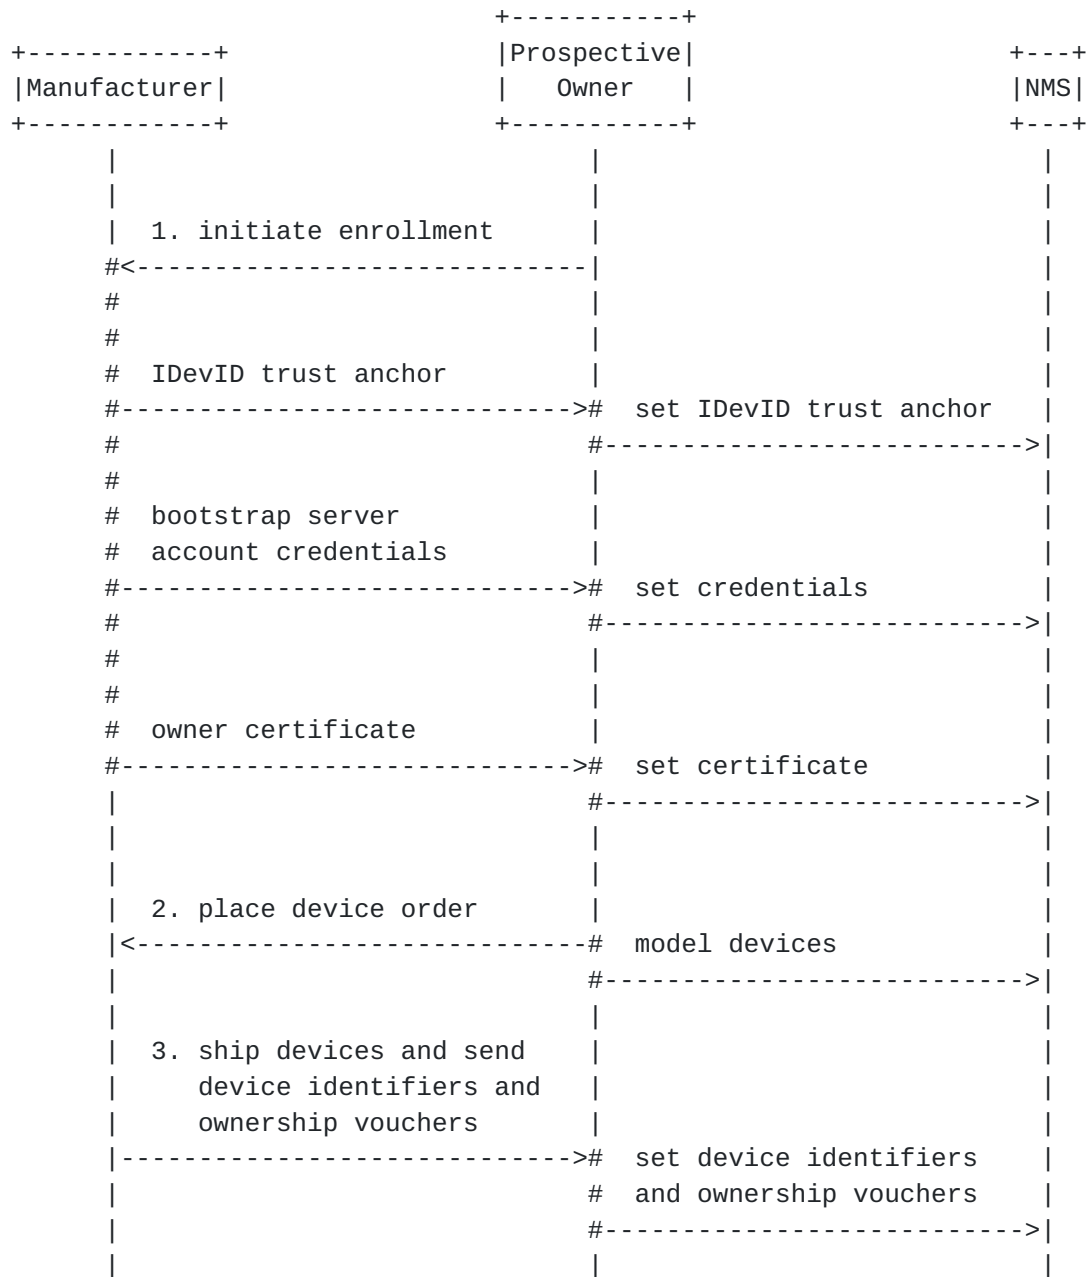 +-----------+
+------------+                 |Prospective|                    +---+
|Manufacturer|                 |   Owner   |                    |NMS|
+------------+                 +-----------+                    +---+
      |                              |                            |
      |                              |                            |
      |  1. initiate enrollment      |                            |
      #<-----------------------------|                            |
      #                              |                            |
      #                              |                            |
      #  IDevID trust anchor         |                            |
      #-----------------------------># set IDevID trust anchor    |
      #                              #--------------------------->|
      #                              |                            |
      #  bootstrap server            |                            |
      #  account credentials         |                            |
      #-----------------------------># set credentials            |
      #                              #--------------------------->|
      #                              |                            |
      #                              |                            |
      #  owner certificate           |                            |
      #-----------------------------># set certificate            |
      |                              #--------------------------->|
      |                              |                            |
      |                              |                            |
      |  2. place device order       |                            |
      |<-----------------------------# model devices              |
      |                              #--------------------------->|
      |                              |                            |
      |  3. ship devices and send    |                            |
      |     device identifiers and   |                            |
      |     ownership vouchers       |                            |
      |-----------------------------># set device identifiers     |
      |                              # and ownership vouchers     |
      |                              #--------------------------->|
      |                              |                            |